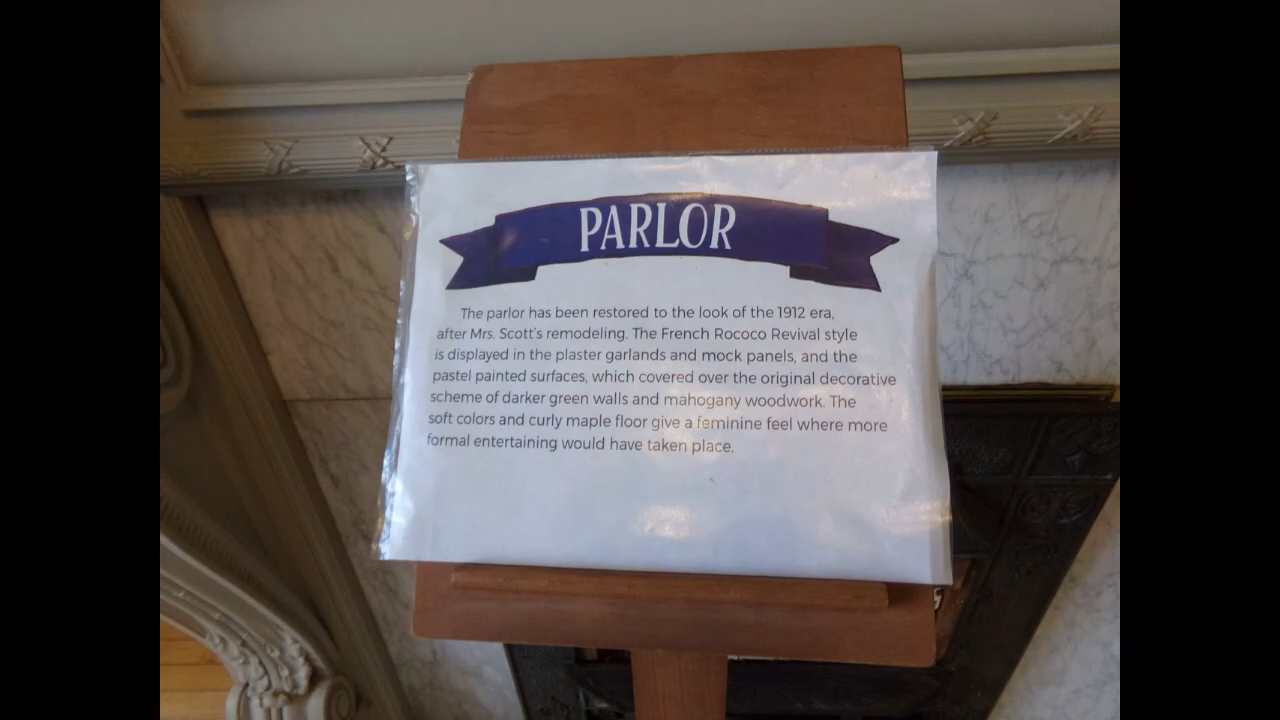 PARLOR
The parlor has been restored to the look of the 1912 era,
after Mrs. Scott's remodeling. The French Rococo Revival style
is displayed in the plaster garlands and mock panels, and the
pastel painted surfaces, which covered over the original decorative
scheme of darker green walls and mahogany woodwork. The
soft colors and curly maple floor give a feminine feel where more
formal entertaining would have taken place.